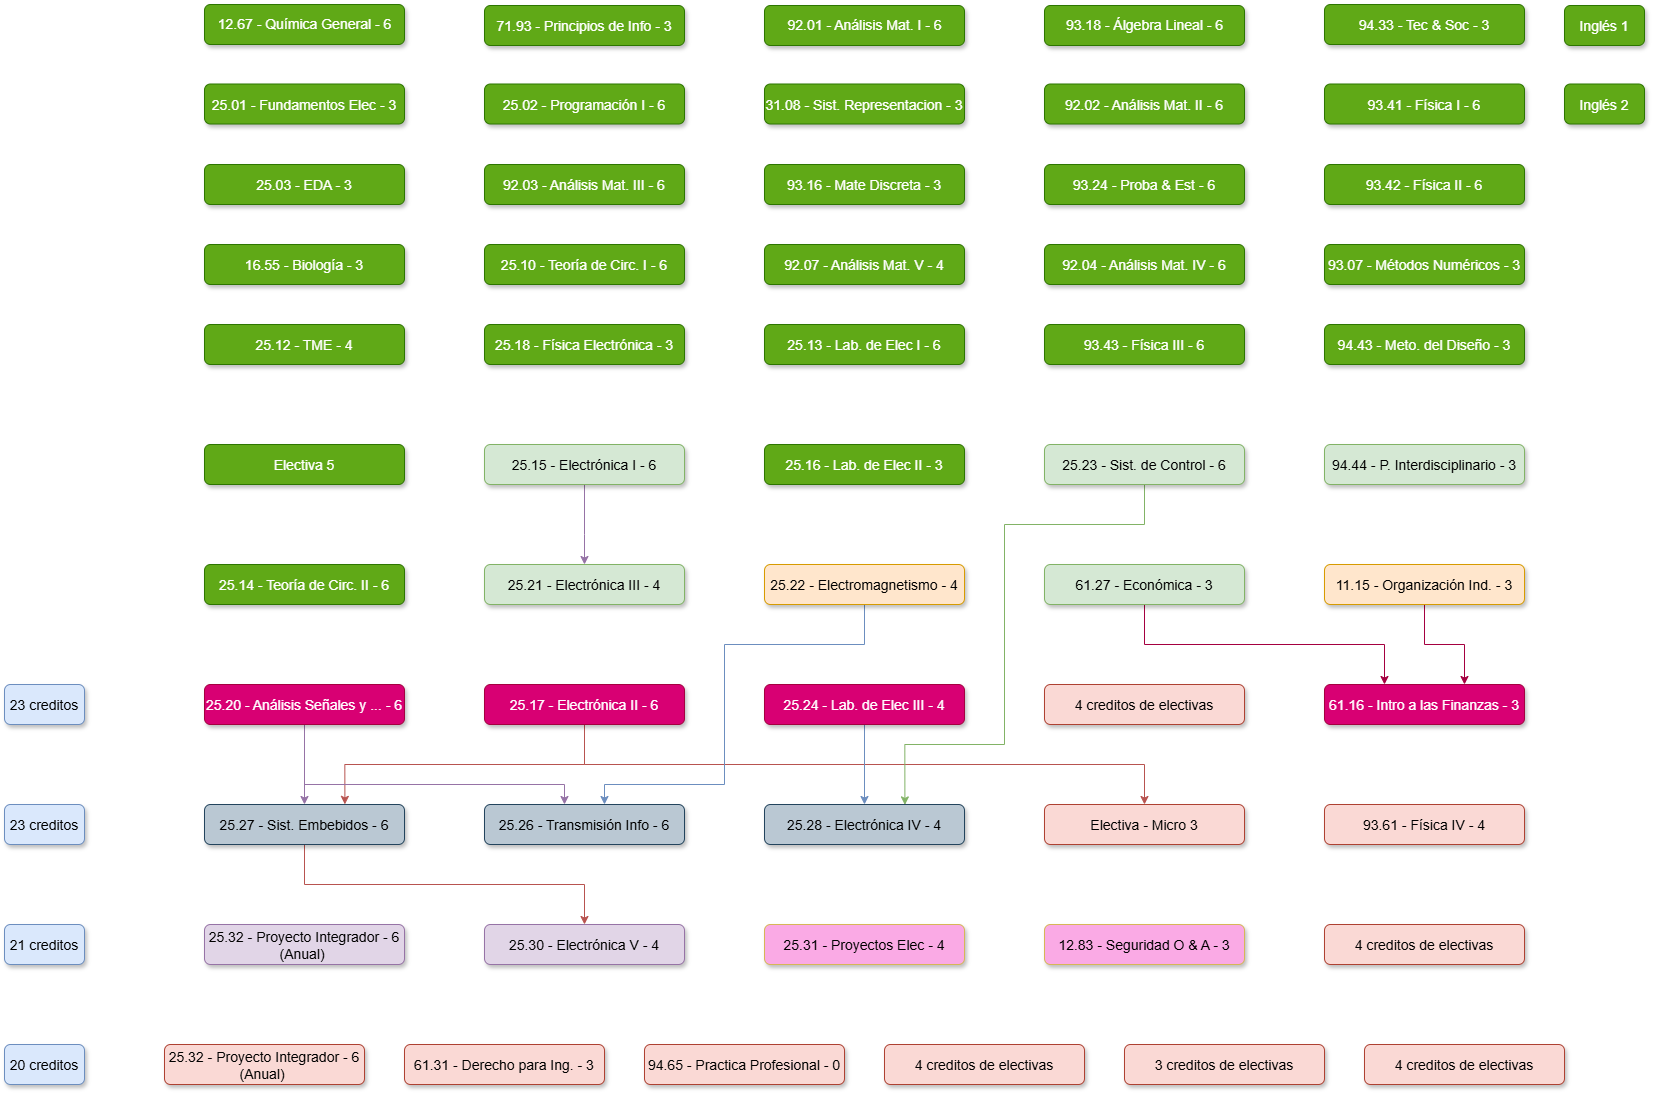 12.67 - Química General - 6
71.93 - Principios de Info - 3
92.01 - Análisis Mat. I - 6
93.18 - Álgebra Lineal - 6
94.33 - Tec & Soc - 3
Inglés 1
25.01 - Fundamentos Elec - 3
25.02 - Programación I - 6
31.08 - Sist. Representacion - 3
92.02 - Análisis Mat. II - 6
93.41 - Física I - 6
Inglés 2
25.03 - EDA - 3
92.03 - Análisis Mat. III - 6
93.16 - Mate Discreta - 3
93.24 - Proba & Est - 6
93.42 - Física II - 6
16.55 - Biología - 3
25.10 - Teoría de Circ. I - 6
92.07 - Análisis Mat. V - 4
92.04 - Análisis Mat. IV - 6
93.07 - Métodos Numéricos - 3
25.12 - TME - 4
25.18 - Física Electrónica - 3
25.13 - Lab. de Elec I - 6
93.43 - Física III - 6
94.43 - Meto. del Diseño - 3
Electiva 5
25.15 - Electrónica I - 6
25.16 - Lab. de Elec II - 3
25.23 - Sist. de Control - 6
94.44 - P. Interdisciplinario - 3
25.14 - Teoría de Circ. II - 6
25.21 - Electrónica III - 4
25.22 - Electromagnetismo - 4
61.27 - Económica - 3
11.15 - Organización Ind. - 3
23 creditos
25.20 - Análisis Señales y ... - 6
25.17 - Electrónica II - 6
25.24 - Lab. de Elec III - 4
4 creditos de electivas
61.16 - Intro a las Finanzas - 3
23 creditos
25.27 - Sist. Embebidos - 6
25.26 - Transmisión Info - 6
25.28 - Electrónica IV - 4
Electiva - Micro 3
93.61 - Física IV - 4
21 creditos
25.32 - Proyecto Integrador - 6
(Anual)
25.30 - Electrónica V - 4
25.31 - Proyectos Elec - 4
12.83 - Seguridad O & A - 3
4 creditos de electivas
20 creditos
25.32 - Proyecto Integrador - 6
(Anual)
61.31 - Derecho para Ing. - 3
94.65 - Practica Profesional - 0
4 creditos de electivas
3 creditos de electivas
4 creditos de electivas